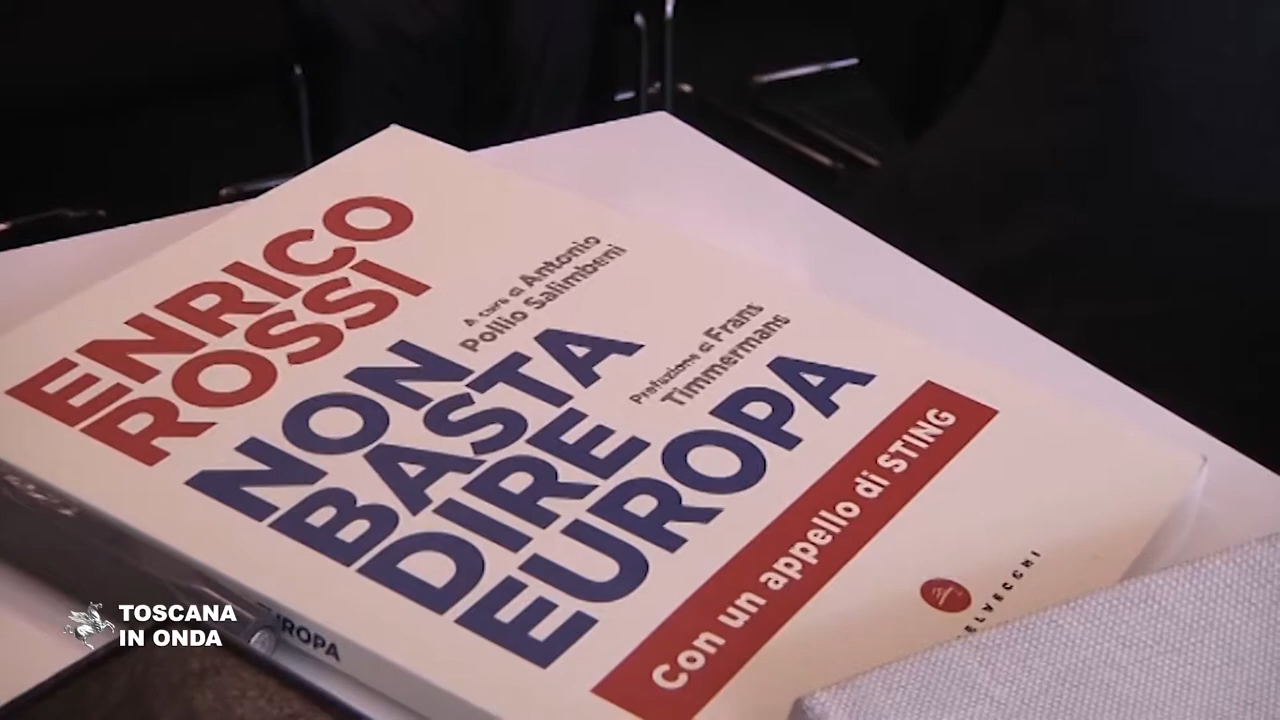 ENRICO
ROSSI
A cura di Antonio
Pollio Salimbeni
NON
BASTA
DIRE
EUROPA
Prefazione di Frans
Timmermans
Con un appello di STING
TOSCANA
IN ONDA